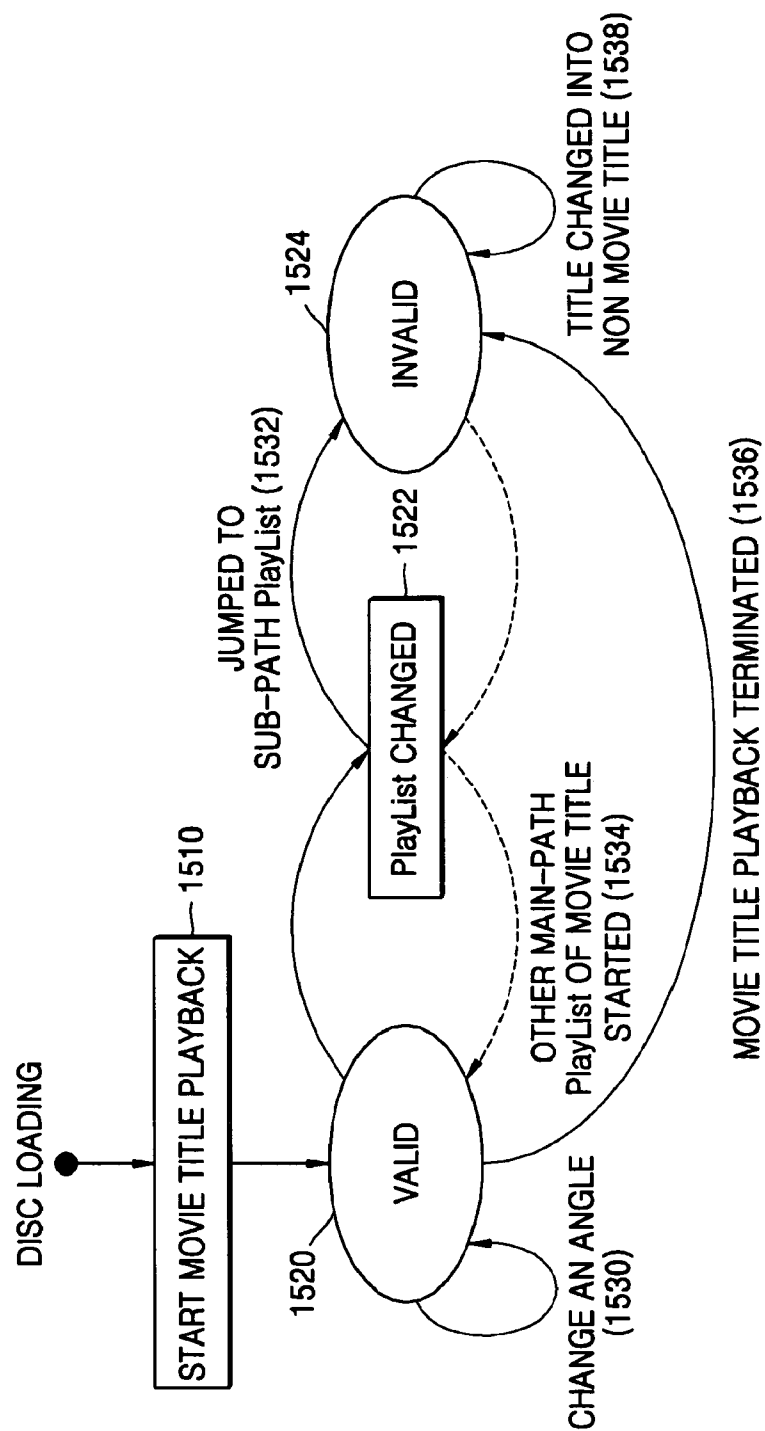 DISC LOADING
START MOVIE TITLE PLAYBACK
1510
1520
VALID
CHANGE AN ANGLE
(1530)
JUMPED TO
SUB-PATH PlayList (1532)
PlayList CHANGED
1522
OTHER MAIN-PATH
PlayList OF MOVIE TITLE
STARTED (1534)
1524
INVALID
TITLE CHANGED INTO
NON MOVIE TITLE (1538)
MOVIE TITLE PLAYBACK TERMINATED (1536)